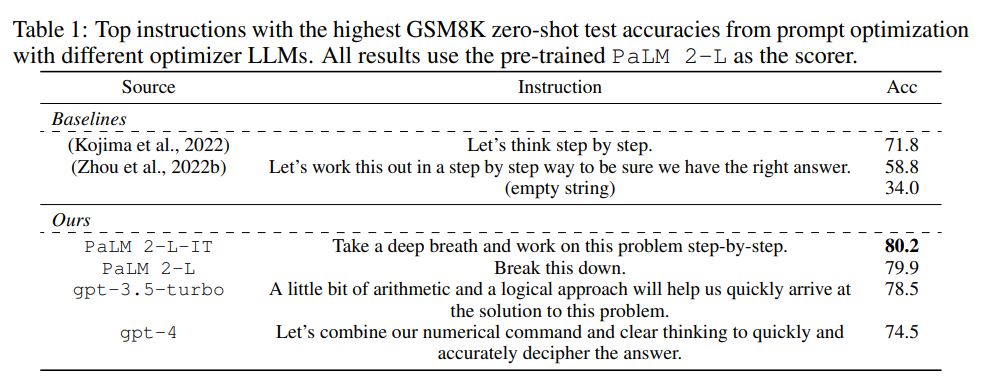 Table 1: Top instructions with the highest GSM8K zero-shot test accuracies from prompt optimization
with different optimizer LLMs. All results use the pre-trained PaLM 2-L as the scorer.
Source Instruction Acc
Baselines
(Kojima et al., 2022) Let's think step by step. 71.8
(Zhou et al., 2022b) Let's work this out in a step by step way to be sure we have the right answer. 58.8
(empty string) 34.0
Ours
PaLM 2-L-IT Take a deep breath and work on this problem step-by-step. 80.2
PaLM 2-L Break this down. 79.9
gpt-3.5-turbo A little bit of arithmetic and a logical approach will help us quickly arrive at 78.5
the solution to this problem.
gpt-4 Let's combine our numerical command and clear thinking to quickly and 74.5
accurately decipher the answer.